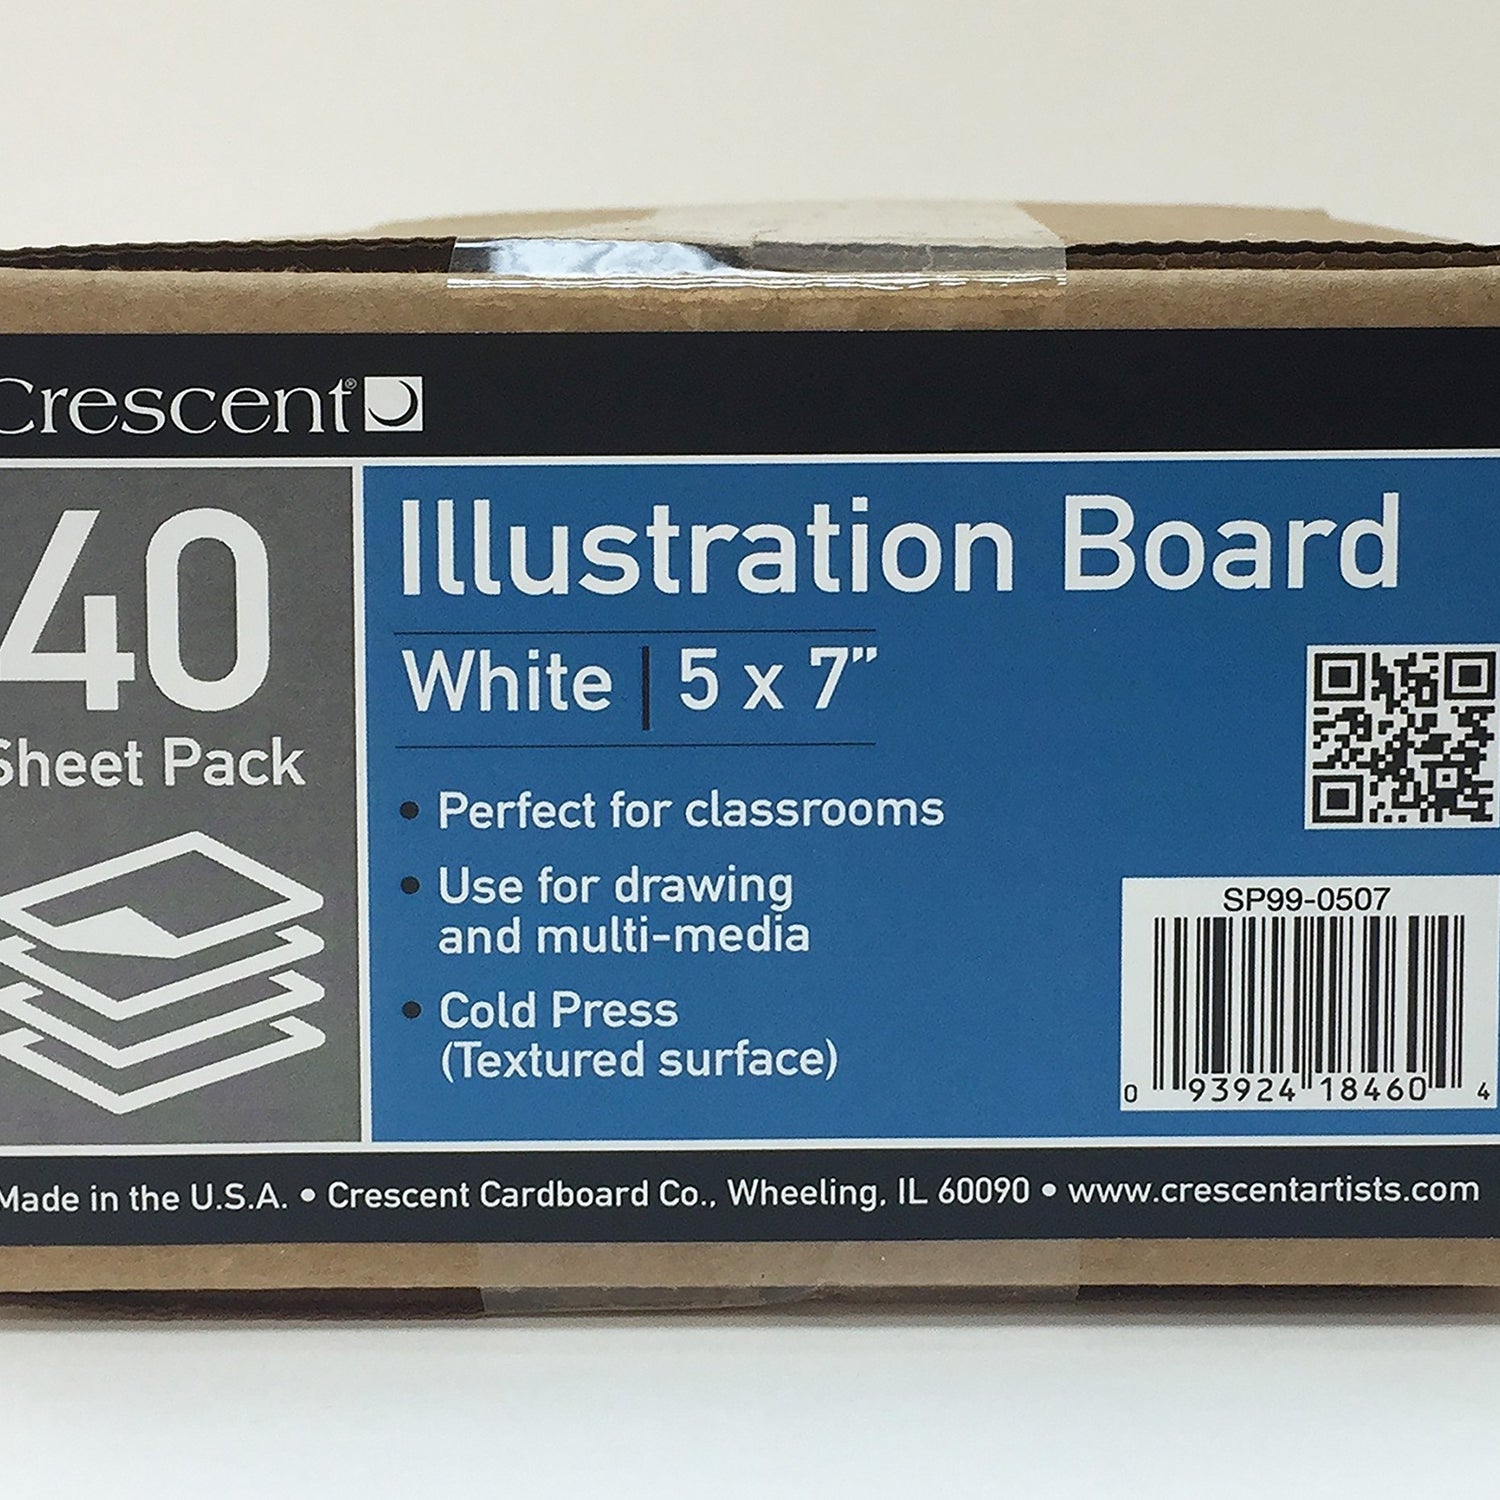 Crescent®
40
Sheet Pack
Illustration Board
White | 5 x 7”
• Perfect for classrooms
• Use for drawing
and multi-media
• Cold Press
(Textured surface)
SP99-0507
0 93924 18460 4
Made in the U.S.A. • Crescent Cardboard Co., Wheeling, IL 60090 • www.crescentartists.com